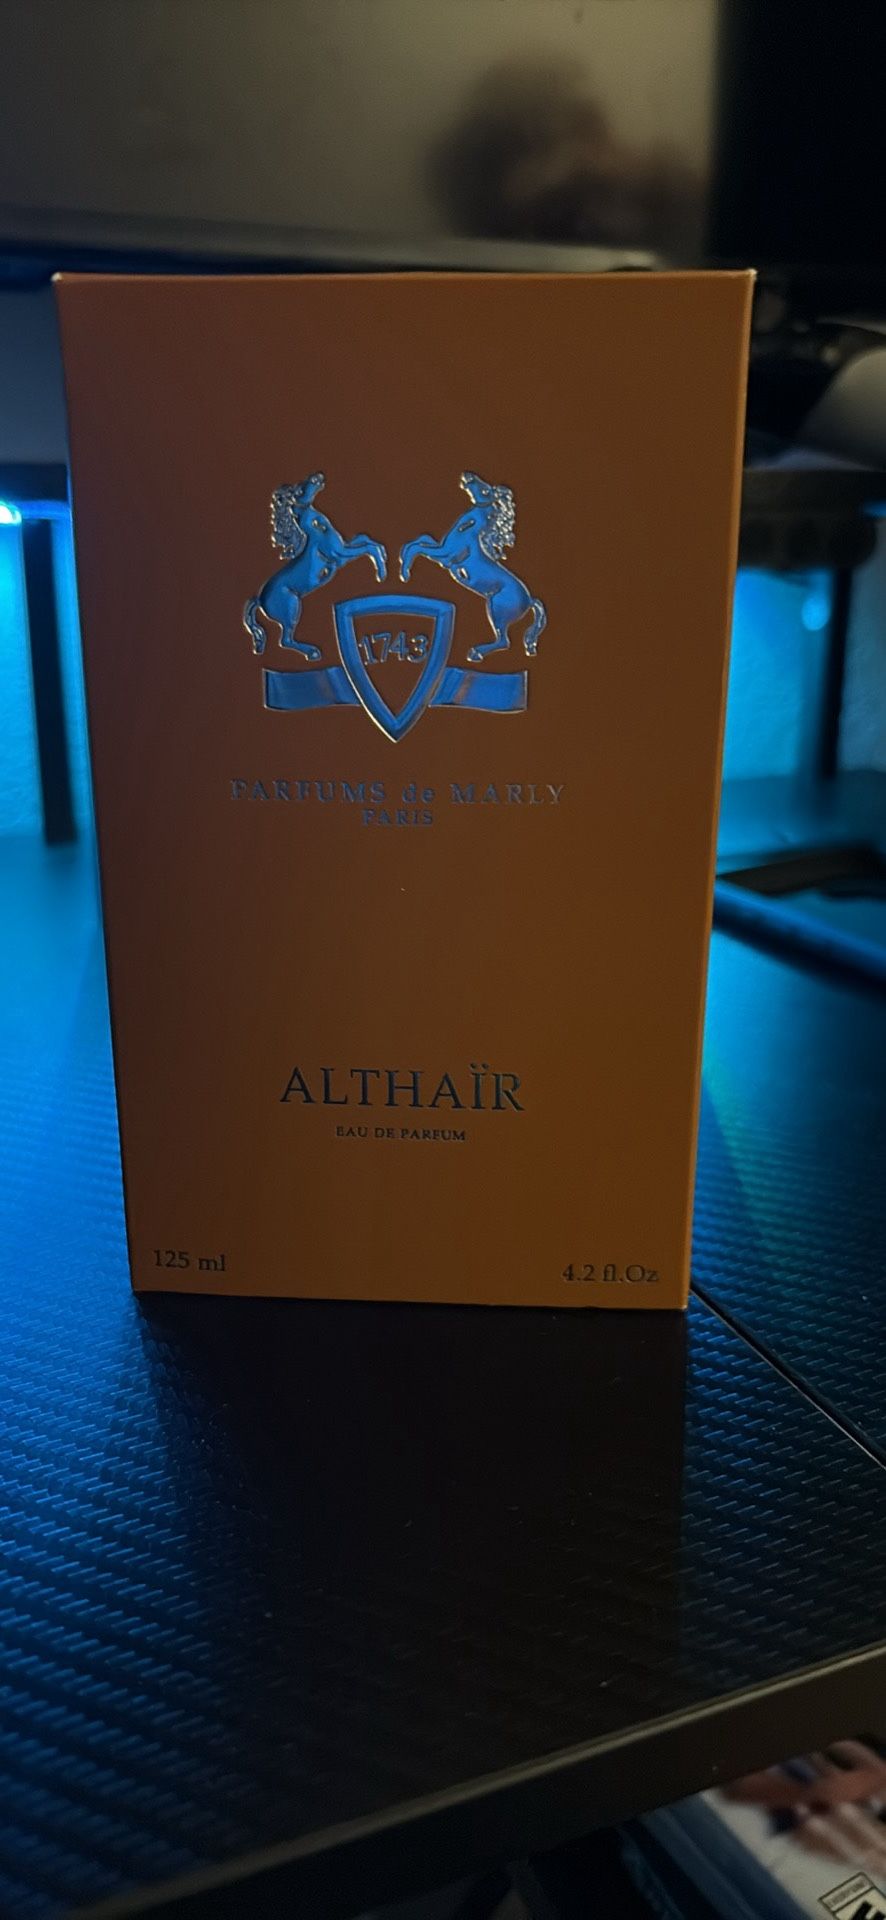 1743
PARFUMS de MARLY
PARIS
ALTHAÏR
EAU DE PARFUM
125 ml
4.2 fl.Oz